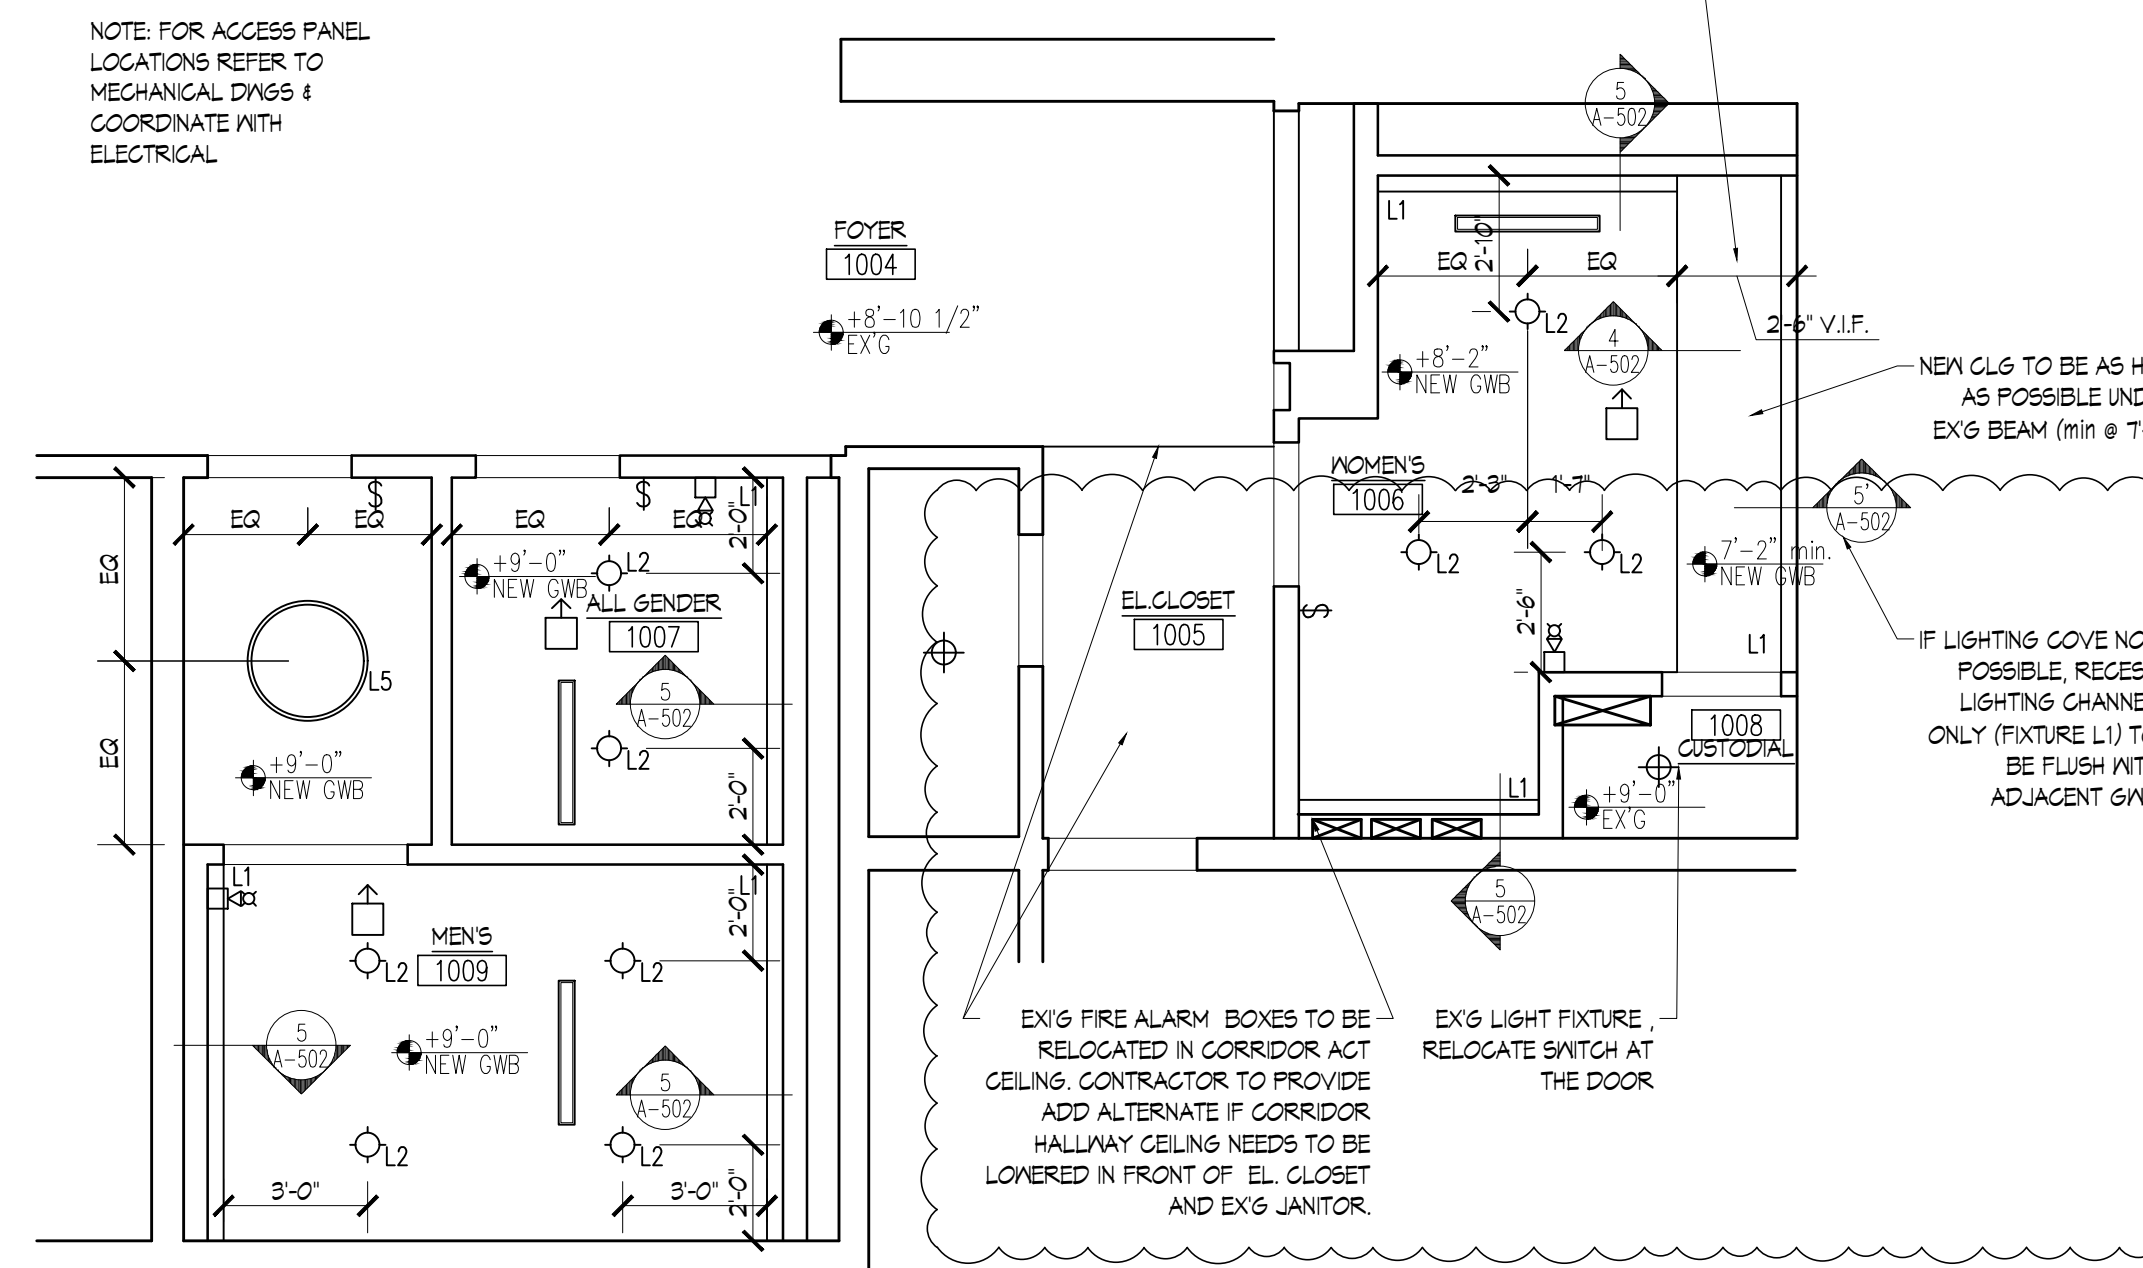 NOTE: FOR ACCESS PANEL
LOCATIONS REFER TO
MECHANICAL DWGS &
COORDINATE WITH
ELECTRICAL
5
A-502
FOYER
1004
+8'-10 1/2"
EX'G
L1
2'-10"
EQ
EQ
L2
4
A-502
2'-6" V.I.F.
+8'-2"
NEW GWB
NEW CLG TO BE AS H
AS POSSIBLE UND
EX'G BEAM (min @ 7'-
WOMEN'S
1006
2'-3"
1'-7"
L2
L2
5'
A-502
7'-2" min.
NEW GWB
2'-6"
L1
IF LIGHTING COVE NO
POSSIBLE, RECES
LIGHTING CHANNE
ONLY (FIXTURE L1) TO
BE FLUSH WIT
ADJACENT GW
$
EQ
EQ
EQ
EQ
$
EQ
EQ
$
L1
2'-0"
+9'-0"
NEW GWB
L2
ALL GENDER
1007
5
A-502
L2
2'-0"
L5
+9'-0"
NEW GWB
EL.CLOSET
1005
1008
CUSTODIAL
L1
+9'-0"
EX'G
5
A-502
L1
L1
2'-0"
MEN'S
1009
L2
L2
5
A-502
+9'-0"
NEW GWB
5
A-502
L2
L2
3'-0"
3'-0"
2'-0"
EXI'G FIRE ALARM BOXES TO BE
RELOCATED IN CORRIDOR ACT
CEILING. CONTRACTOR TO PROVIDE
ADD ALTERNATE IF CORRIDOR
HALLWAY CEILING NEEDS TO BE
LOWERED IN FRONT OF EL. CLOSET
AND EX'G JANITOR.
EX'G LIGHT FIXTURE ,
RELOCATE SWITCH AT
THE DOOR